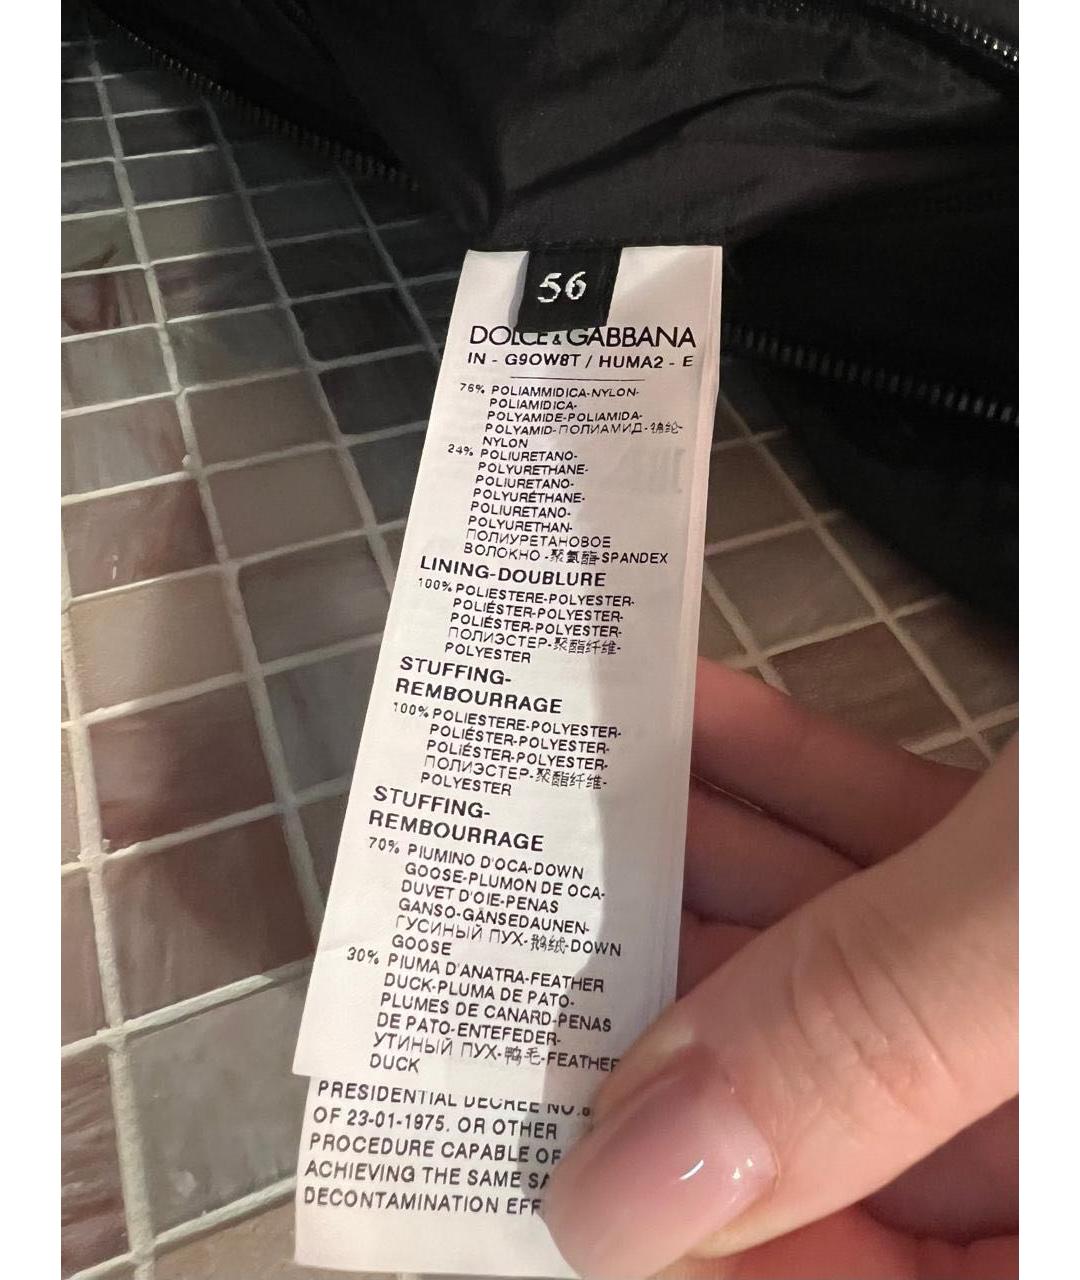 56
DOLCE & GABBANA
IN - G9OW8T / HUMA2 - E
76% POLIAMMIDICA-NYLON-
POLIAMIDICA-
POLYAMIDE-POLIAMIDA-
POLYAMID-ПОЛИАМИД-锦纶-
NYLON
24% POLIURETANO-
POLYURETHANE-
POLIURETANO-
POLYURÉTHANE-
POLIURETANO-
POLYURETHAN-
ПОЛИУРЕТАНОВОЕ
ВОЛОКНО-聚氨酯-SPANDEX
LINING-DOUBLURE
100% POLIESTERE-POLYESTER-
POLIÉSTER-POLYESTER-
POLIÉSTER-POLYESTER-
ПОЛИЭСТЕР-聚酯纤维-
POLYESTER
STUFFING-
REMBOURRAGE
100% POLIESTERE-POLYESTER-
POLIÉSTER-POLYESTER-
POLIÉSTER-POLYESTER-
ПОЛИЭСТЕР-聚酯纤维-
POLYESTER
STUFFING-
REMBOURRAGE
70% PIUMINO D'OCA-DOWN
GOOSE-PLUMON DE OCA-
DUVET D'OIE-PENAS
GANSO-GÄNSEDAUNEN-
ГУСИНЫЙ ПУХ-鹅绒-DOWN
GOOSE
30% PIUMA D'ANATRA-FEATHER
DUCK-PLUMA DE PATO-
PLUMES DE CANARD-PENAS
DE PATO-ENTEFEDER-
УТИНЫЙ ПУХ-鸭毛-FEATHER
DUCK
PRESIDENTIAL DECREE NO.
OF 23-01-1975. OR OTHER
PROCEDURE CAPABLE OF
ACHIEVING THE SAME
DECONTAMINATION